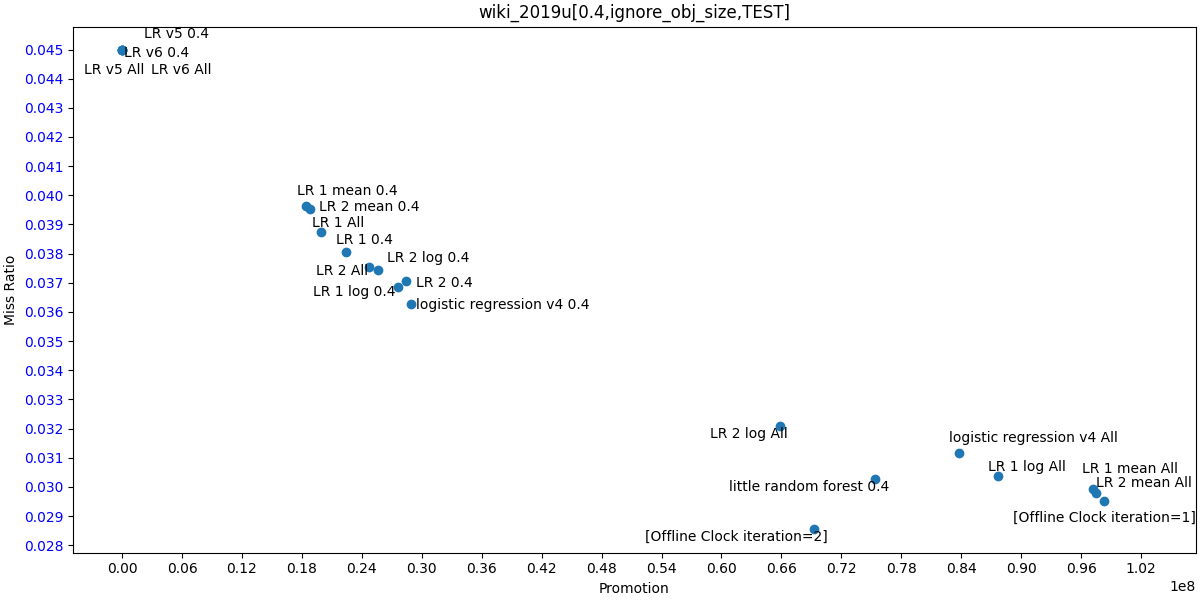 wiki_2019u[0.4,ignore_obj_size,TEST]
LR v5 0.4
LR v6 0.4
LR v5 All
LR v6 All
LR 1 mean 0.4
LR 2 mean 0.4
LR 1 All
LR 1 0.4
LR 2 log 0.4
LR 2 All
LR 2 0.4
LR 1 log 0.4
logistic regression v4 0.4
LR 2 log All
logistic regression v4 All
LR 1 log All
LR 1 mean All
LR 2 mean All
little random forest 0.4
[Offline Clock iteration=1]
[Offline Clock iteration=2]
Miss Ratio
0.045
0.044
0.043
0.042
0.041
0.040
0.039
0.038
0.037
0.036
0.035
0.034
0.033
0.032
0.031
0.030
0.029
0.028
0.00 0.06 0.12 0.18 0.24 0.30 0.36 0.42 0.48 0.54 0.60 0.66 0.72 0.78 0.84 0.90 0.96 1.02
1e8
Promotion